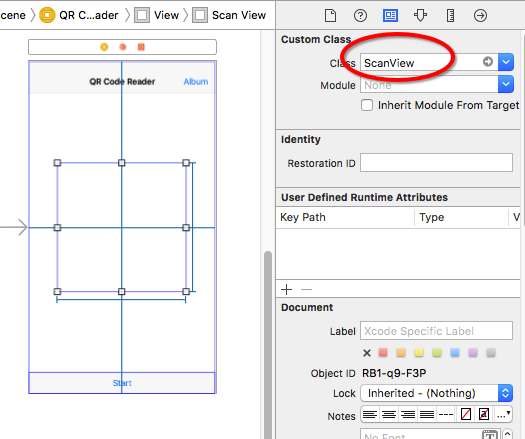 cene
QR C...ader
View
Scan View
QR Code Reader
Album
Start
Custom Class
Class ScanView
Module None
Inherit Module From Target
Identity
Restoration ID
User Defined Runtime Attributes
Key Path Type V
Document
Label Xcode Specific Label
Object ID RB1-q9-F3P
Lock Inherited - (Nothing)
Notes
No Font